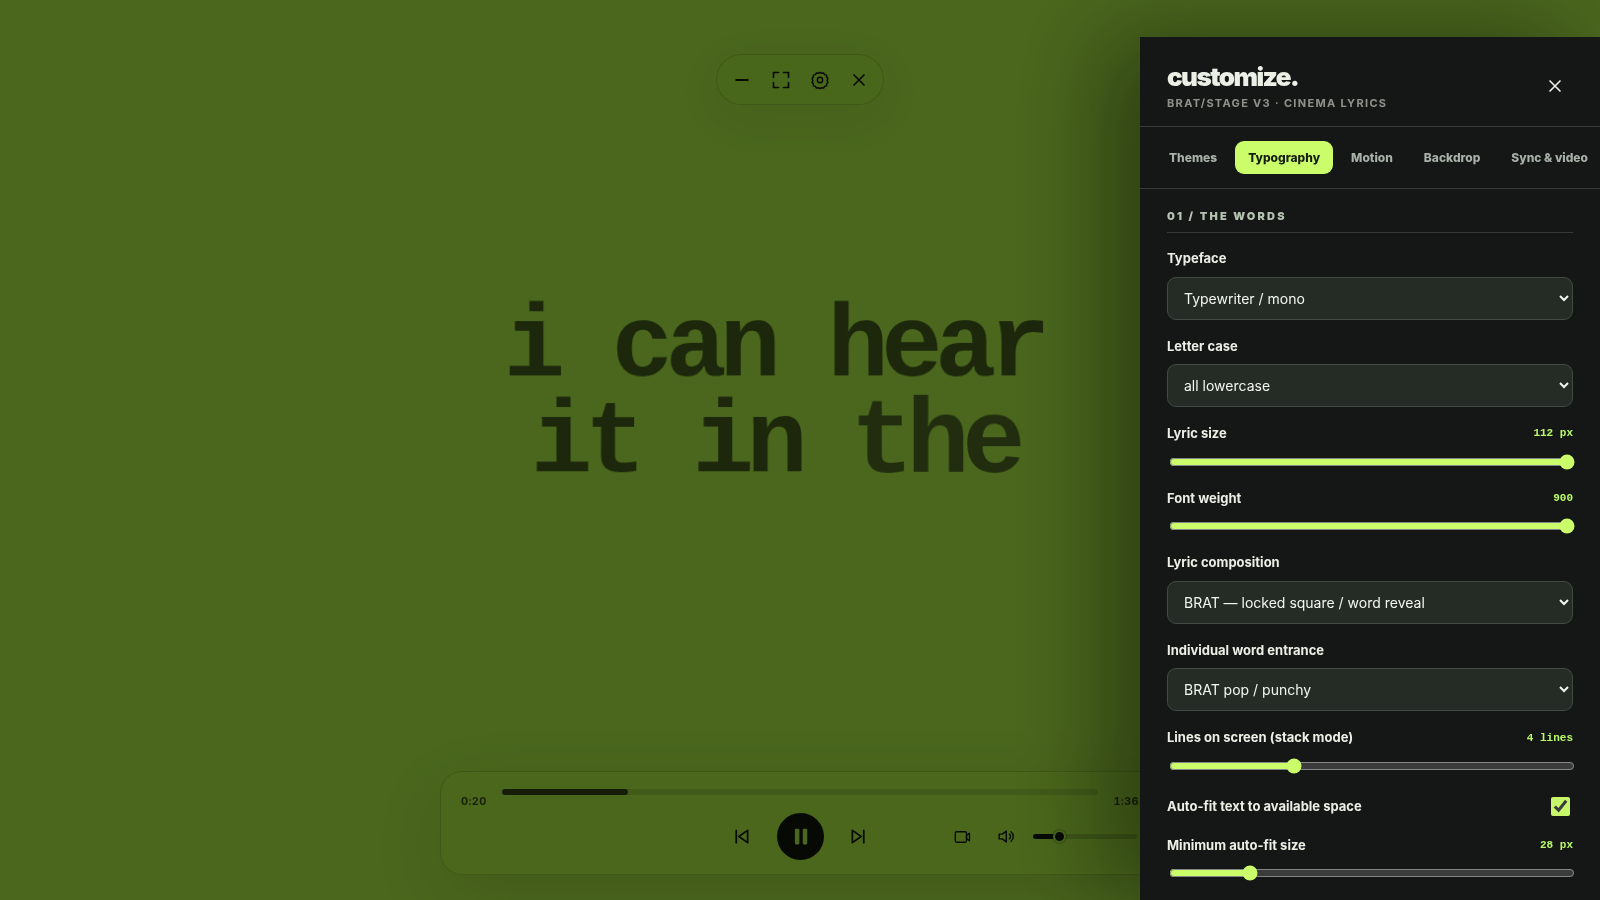 customize.
BRAT/STAGE V3 · CINEMA LYRICS
Themes Typography Motion Backdrop Sync & video
01 / THE WORDS
Typeface
Typewriter / mono
Letter case
all lowercase
Lyric size 112 px
Font weight 900
Lyric composition
BRAT — locked square / word reveal
Individual word entrance
BRAT pop / punchy
Lines on screen (stack mode) 4 lines
Auto-fit text to available space
Minimum auto-fit size 28 px
i can hear
it in the
0:20 1:36